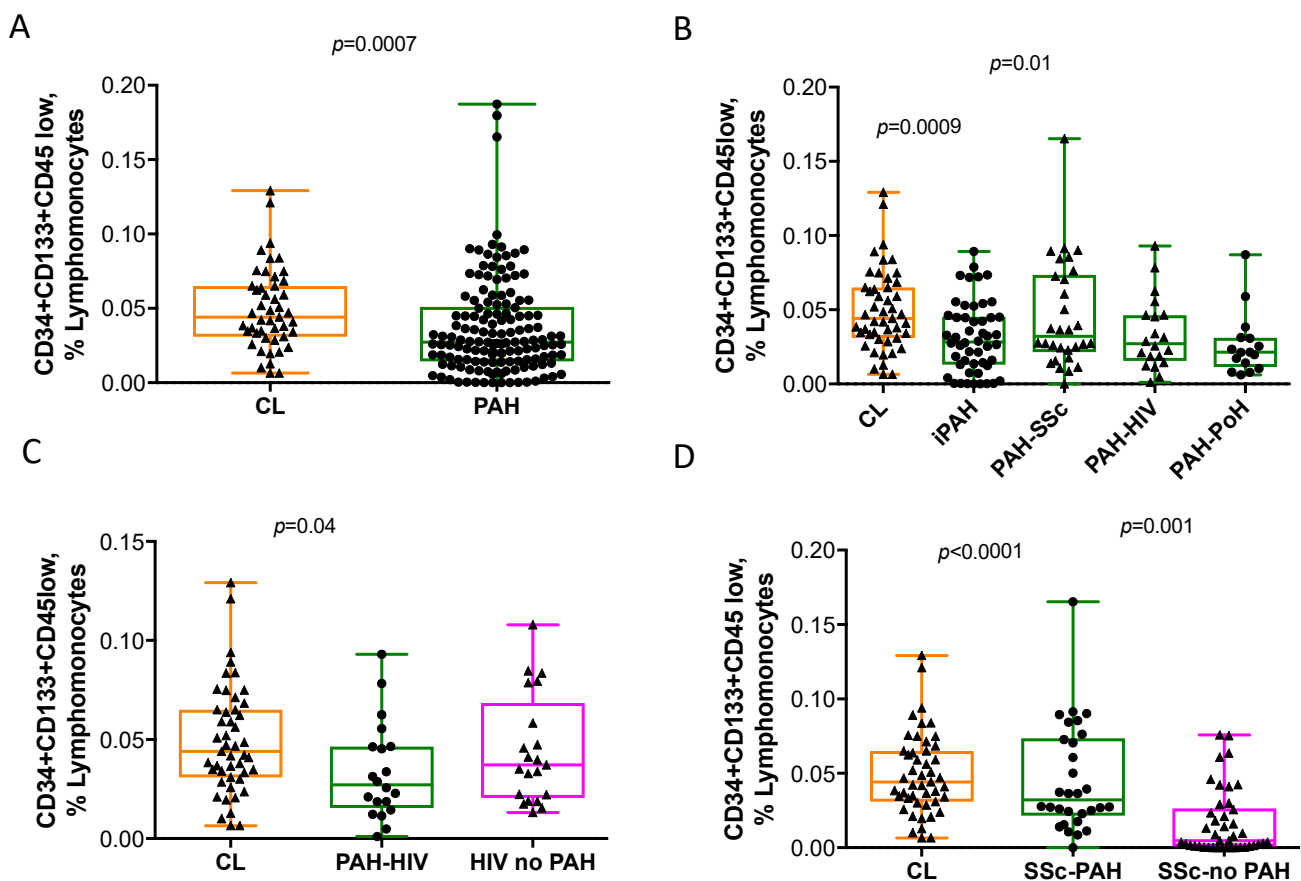 A
p=0.0007
CD34+CD133+CD45 low,
% Lymphomonocytes
0.20
0.15
0.10
0.05
0.00
CL
PAH
B
p=0.01
p=0.0009
CD34+CD133+CD45low,
% Lymphomonocytes
0.20
0.15
0.10
0.05
0.00
CL
iPAH
PAH-SSc
PAH-HIV
PAH-PoH
C
p=0.04
CD34+CD133+CD45low,
% Lymphomonocytes
0.15
0.10
0.05
0.00
CL
PAH-HIV
HIV no PAH
D
p=0.001
p<0.0001
CD34+CD133+CD45 low,
% Lymphomonocytes
0.20
0.15
0.10
0.05
0.00
CL
SSc-PAH
SSc-no PAH